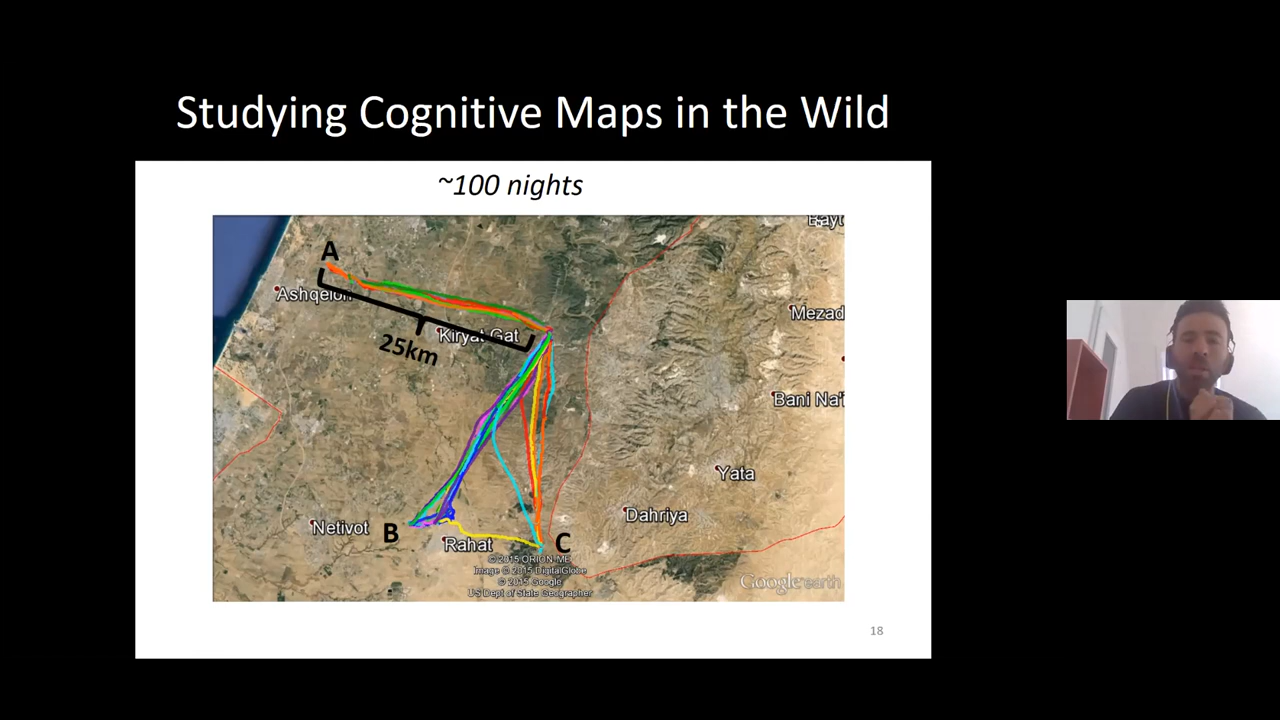 Studying Cognitive Maps in the Wild
~100 nights
Bayt
A
Ashqelon
25km
Kiryat Gat
Mezad
Bani Na'i
Yata
Dahriya
Netivot
B
Rahat
C
© 2015 ORION-ME
Image © 2015 DigitalGlobe
© 2015 Google
US Dept of State Geographer
Google earth
18